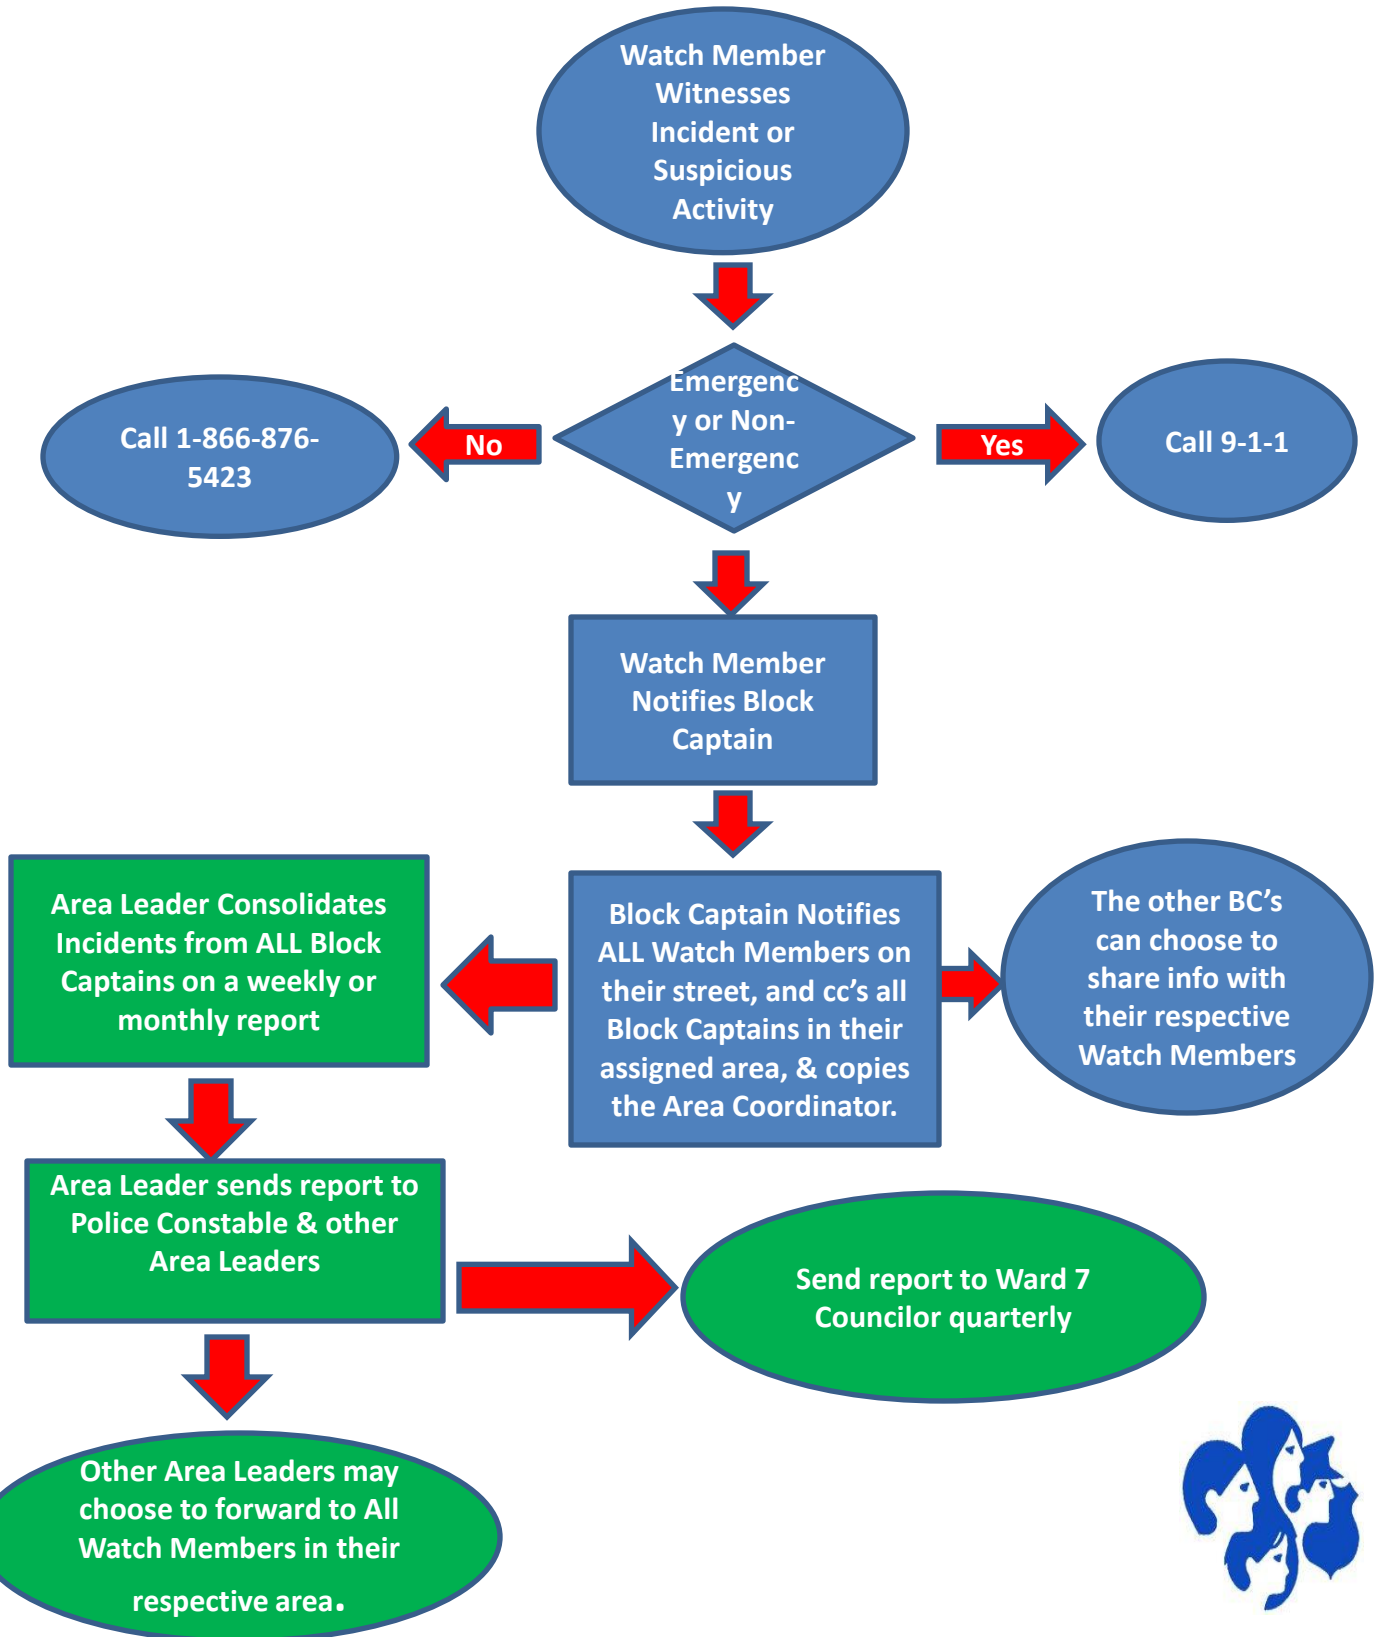 Watch Member
Witnesses
Incident or
Suspicious
Activity
Emergenc
y or Non-
Emergenc
y
Call 1-866-876-
5423
No
Yes
Call 9-1-1
Watch Member
Notifies Block
Captain
Area Leader Consolidates
Incidents from ALL Block
Captains on a weekly or
monthly report
Block Captain Notifies
ALL Watch Members on
their street, and cc's all
Block Captains in their
assigned area, & copies
the Area Coordinator.
The other BC's
can choose to
share info with
their respective
Watch Members
Area Leader sends report to
Police Constable & other
Area Leaders
Send report to Ward 7
Councilor quarterly
Other Area Leaders may
choose to forward to All
Watch Members in their
respective area.